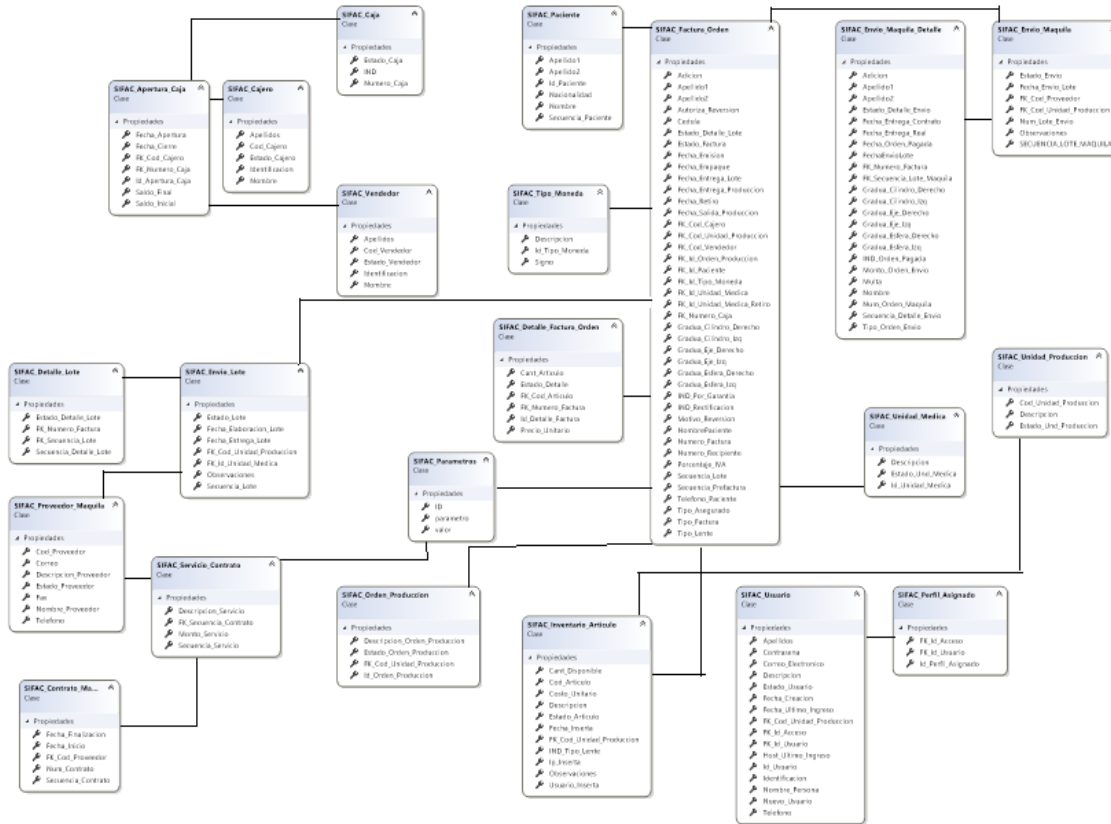 SIFAC_Caja
Clase
Propiedades
Estado_Caja
IND
Numero_Caja
SIFAC_Paciente
Clase
Propiedades
Apellido1
Apellido2
Id_Paciente
Nacionalidad
Nombre
Secuencia_Paciente
SIFAC_Factura_Orden
Clase
Propiedades
Adicion
Apellido1
Apellido2
Autoriza_Reversion
Cedula
Estado_Detalle_Lote
Estado_Factura
Fecha_Emision
Fecha_Empaque
Fecha_Entrega_Lote
Fecha_Entrega_Produccion
Fecha_Retiro
Fecha_Salida_Produccion
FK_Cod_Cajero
FK_Cod_Unidad_Produccion
FK_Cod_Vendedor
FK_Id_Orden_Produccion
FK_Id_Paciente
FK_Id_Tipo_Moneda
FK_Id_Unidad_Medica
FK_Id_Unidad_Medica_Retiro
FK_Numero_Caja
Gradua_Cilindro_Derecho
Gradua_Cilindro_Izq
Gradua_Eje_Derecho
Gradua_Eje_Izq
Gradua_Esfera_Derecho
Gradua_Esfera_Izq
IND_Por_Garantia
IND_Rectificacion
Motivo_Reversion
NombrePaciente
Numero_Factura
Numero_Recipiente
Porcentaje_IVA
Secuencia_Lote
Secuencia_Prefactura
Telefono_Paciente
Tipo_Asegurado
Tipo_Factura
Tipo_Lente
SIFAC_Envio_Maquila_Detalle
Clase
Propiedades
Adicion
Apellido1
Apellido2
Estado_Detalle_Envio
Fecha_Entrega_Contrato
Fecha_Entrega_Real
Fecha_Orden_Pagada
FechaEnvioLote
FK_Numero_Factura
FK_Secuencia_Lote_Maquila
Gradua_Cilindro_Derecho
Gradua_Cilindro_Izq
Gradua_Eje_Derecho
Gradua_Eje_Izq
Gradua_Esfera_Derecho
Gradua_Esfera_Izq
IND_Orden_Pagada
Monto_Orden_Envio
Multa
Nombre
Num_Orden_Maquila
Secuencia_Detalle_Envio
Tipo_Orden_Envio
SIFAC_Envio_Maquila
Clase
Propiedades
Estado_Envio
Fecha_Envio_Lote
FK_Cod_Proveedor
FK_Cod_Unidad_Produccion
Num_Lote_Envio
Observaciones
SECUENCIA_LOTE_MAQUILA
SIFAC_Apertura_Caja
Clase
Propiedades
Fecha_Apertura
Fecha_Cierre
FK_Cod_Cajero
FK_Numero_Caja
Id_Apertura_Caja
Saldo_Final
Saldo_Inicial
SIFAC_Cajero
Clase
Propiedades
Apellidos
Cod_Cajero
Estado_Cajero
Identificacion
Nombre
SIFAC_Vendedor
Clase
Propiedades
Apellidos
Cod_Vendedor
Estado_Vendedor
Identificacion
Nombre
SIFAC_Tipo_Moneda
Clase
Propiedades
Descripcion
Id_Tipo_Moneda
Signo
SIFAC_Detalle_Factura_Orden
Clase
Propiedades
Cant_Articulo
Estado_Detalle
FK_Cod_Articulo
FK_Numero_Factura
Id_Detalle_Factura
Precio_Unitario
SIFAC_Unidad_Produccion
Clase
Propiedades
Cod_Unidad_Produccion
Descripcion
Estado_Und_Produccion
SIFAC_Detalle_Lote
Clase
Propiedades
Estado_Detalle_Lote
FK_Numero_Factura
FK_Secuencia_Lote
Secuencia_Detalle_Lote
SIFAC_Envio_Lote
Clase
Propiedades
Estado_Lote
Fecha_Elaboracion_Lote
Fecha_Entrega_Lote
FK_Cod_Unidad_Produccion
FK_Id_Unidad_Medica
Observaciones
Secuencia_Lote
SIFAC_Unidad_Medica
Clase
Propiedades
Descripcion
Estado_Und_Medica
Id_Unidad_Medica
SIFAC_Parametros
Clase
Propiedades
ID
parametro
valor
SIFAC_Proveedor_Maquila
Clase
Propiedades
Cod_Proveedor
Correo
Descripcion_Proveedor
Estado_Proveedor
Fax
Nombre_Proveedor
Telefono
SIFAC_Servicio_Contrato
Clase
Propiedades
Descripcion_Servicio
FK_Secuencia_Contrato
Monto_Servicio
Secuencia_Servicio
SIFAC_Orden_Produccion
Clase
Propiedades
Descripcion_Orden_Produccion
Estado_Orden_Produccion
FK_Cod_Unidad_Produccion
Id_Orden_Produccion
SIFAC_Inventario_Articulo
Clase
Propiedades
Cant_Disponible
Cod_Articulo
Costo_Unitario
Descripcion
Estado_Articulo
Fecha_Inserta
FK_Cod_Unidad_Produccion
IND_Tipo_Lente
Ip_Inserta
Observaciones
Usuario_Inserta
SIFAC_Usuario
Clase
Propiedades
Apellidos
Contrasena
Correo_Electronico
Descripcion
Estado_Usuario
Fecha_Creacion
Fecha_Ultimo_Ingreso
FK_Cod_Unidad_Produccion
FK_Id_Acceso
FK_Id_Usuario
Host_Ultimo_Ingreso
Id_Usuario
Identificacion
Nombre_Persona
Nuevo_Usuario
Telefono
SIFAC_Perfil_Asignado
Clase
Propiedades
FK_Id_Acceso
FK_Id_Usuario
Id_Perfil_Asignado
SIFAC_Contrato_Ma...
Clase
Propiedades
Fecha_Finalizacion
Fecha_Inicio
FK_Cod_Proveedor
Num_Contrato
Secuencia_Contrato